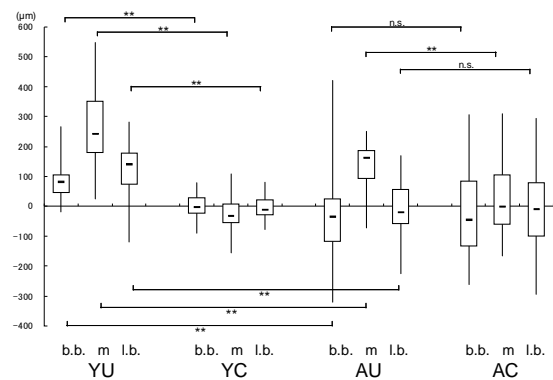 (μm)
600
500
400
300
200
100
0
−100
−200
−300
−400
** ** ** n.s. ** n.s.
** ** **
b.b. m l.b. b.b. m l.b. b.b. m l.b. b.b. m l.b.
YU YC AU AC